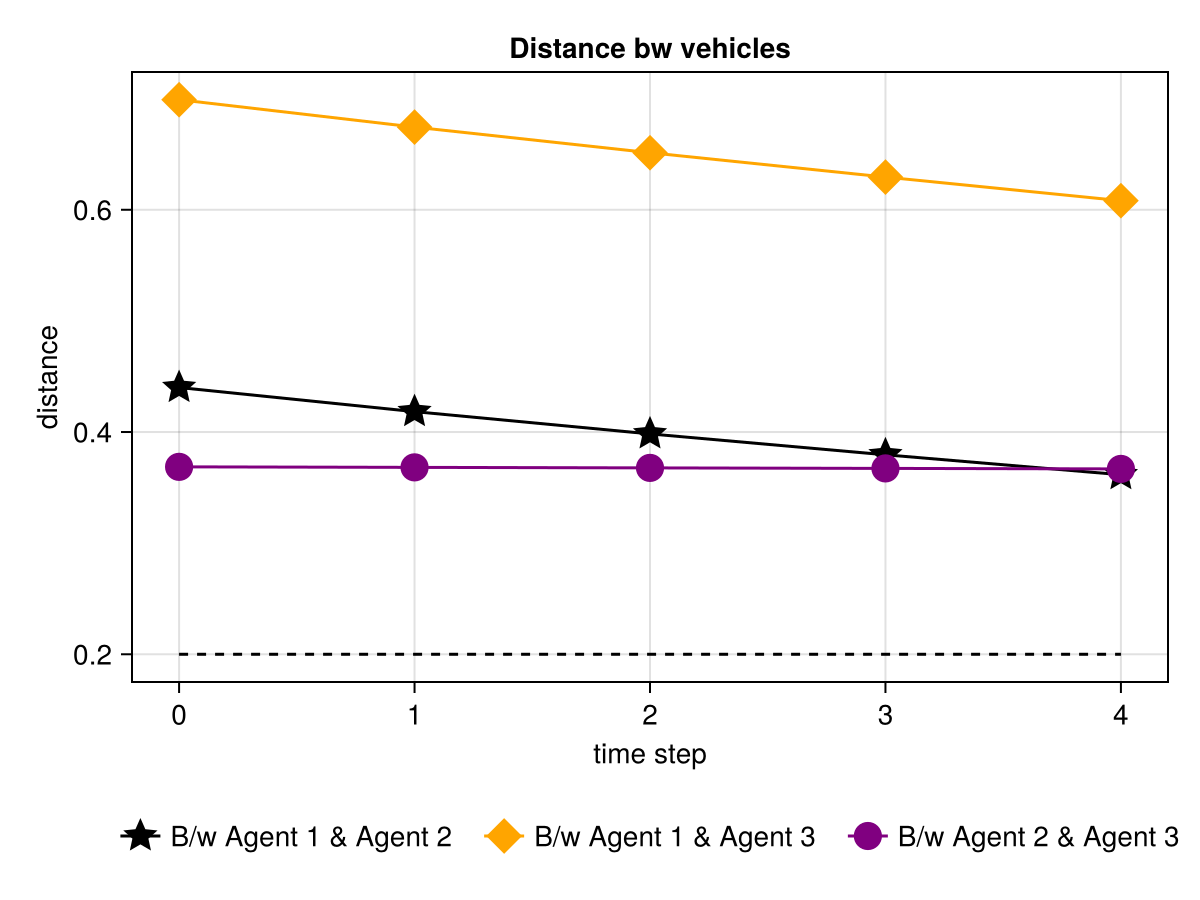 Distance bw vehicles
distance
0.6
0.4
0.2
0 1 2 3 4
time step
B/w Agent 1 & Agent 2 B/w Agent 1 & Agent 3 B/w Agent 2 & Agent 3